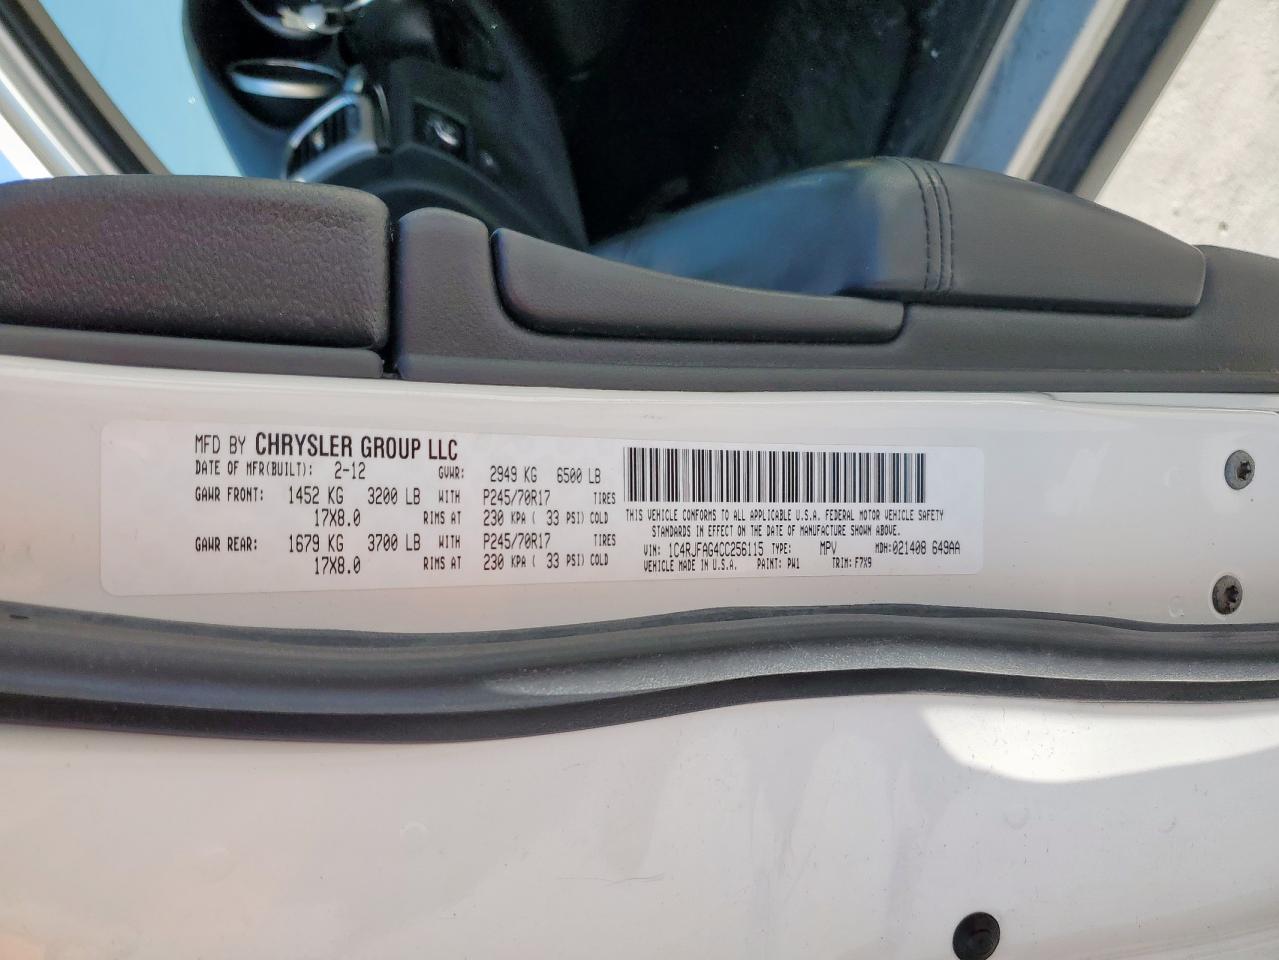 MFD BY CHRYSLER GROUP LLC
DATE OF MFR(BUILT): 2-12 GVWR: 2949 KG 6500 LB
GAWR FRONT: 1452 KG 3200 LB WITH P245/70R17 TIRES
17X8.0 RIMS AT 230 KPA ( 33 PSI) COLD
GAWR REAR: 1679 KG 3700 LB WITH P245/70R17 TIRES
17X8.0 RIMS AT 230 KPA ( 33 PSI) COLD
THIS VEHICLE CONFORMS TO ALL APPLICABLE U.S.A. FEDERAL MOTOR VEHICLE SAFETY
STANDARDS IN EFFECT ON THE DATE OF MANUFACTURE SHOWN ABOVE.
VIN: 1C4RJFAG4CC256115 TYPE: MPV MDH:021408 649AA
VEHICLE MADE IN U.S.A. PAINT: PW1 TRIM: F7X9